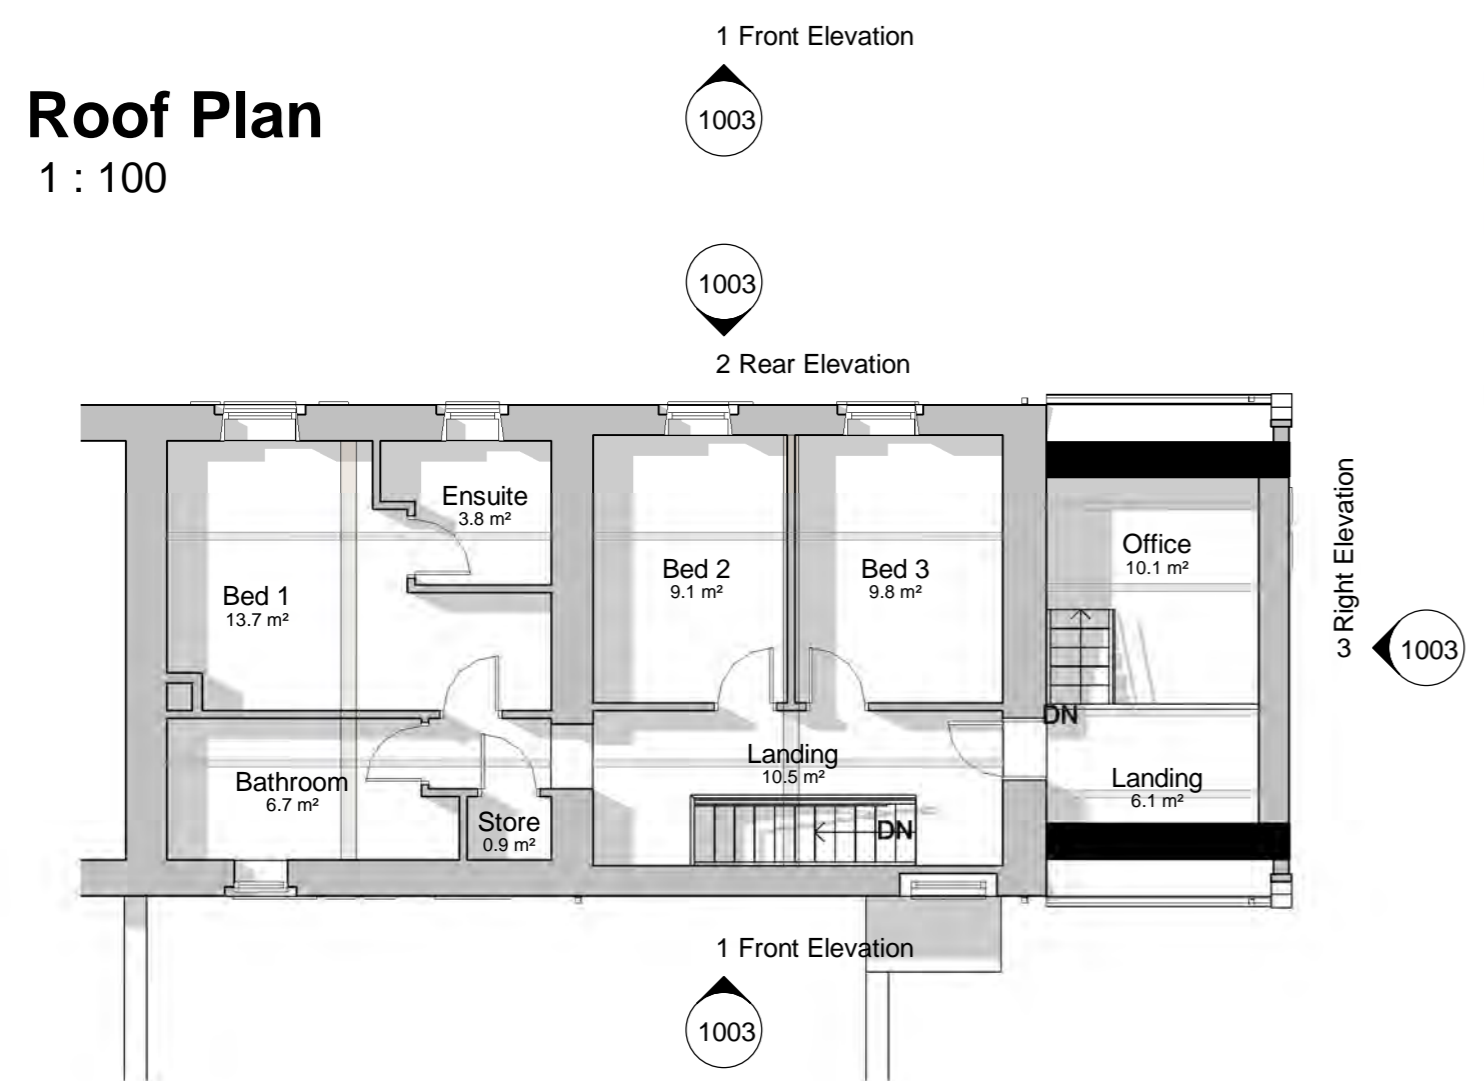 1 Front Elevation
1003
Roof Plan
1 : 100
1003
2 Rear Elevation
Ensuite
3.8 m²
Bed 1
13.7 m²
Bed 2
9.1 m²
Bed 3
9.8 m²
Office
10.1 m²
3 Right Elevation
1003
DN
Landing
10.5 m²
Landing
6.1 m²
Bathroom
6.7 m²
Store
0.9 m²
DN
1 Front Elevation
1003